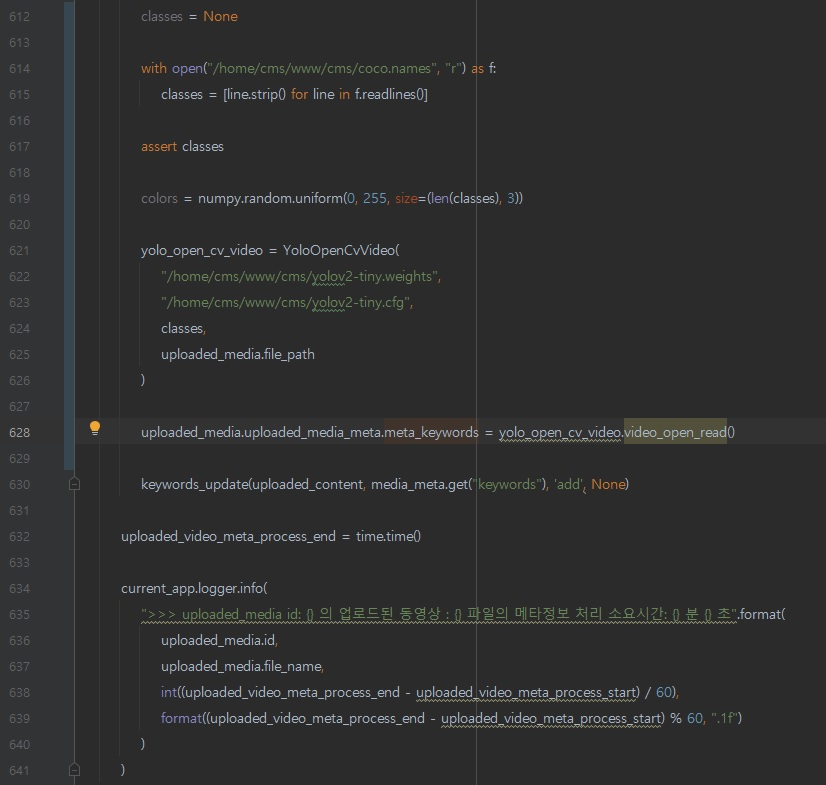 612 classes = None
613
614 with open("/home/cms/www/cms/coco.names", "r") as f:
615 classes = [line.strip() for line in f.readlines()]
616
617 assert classes
618
619 colors = numpy.random.uniform(0, 255, size=(len(classes), 3))
620
621 yolo_open_cv_video = YoloOpenCvVideo(
622 "/home/cms/www/cms/yolov2-tiny.weights",
623 "/home/cms/www/cms/yolov2-tiny.cfg",
624 classes,
625 uploaded_media.file_path
626 )
627
628 uploaded_media.uploaded_media_meta.meta_keywords = yolo_open_cv_video.video_open_read()
629
630 keywords_update(uploaded_content, media_meta.get("keywords"), 'add', None)
631
632 uploaded_video_meta_process_end = time.time()
633
634 current_app.logger.info(
635 ">>> uploaded_media id: {} 의 업로드된 동영상 : {} 파일의 메타정보 처리 소요시간: {} 분 {} 초".format(
636 uploaded_media.id,
637 uploaded_media.file_name,
638 int((uploaded_video_meta_process_end - uploaded_video_meta_process_start) / 60),
639 format((uploaded_video_meta_process_end - uploaded_video_meta_process_start) % 60, ".1f")
640 )
641 )